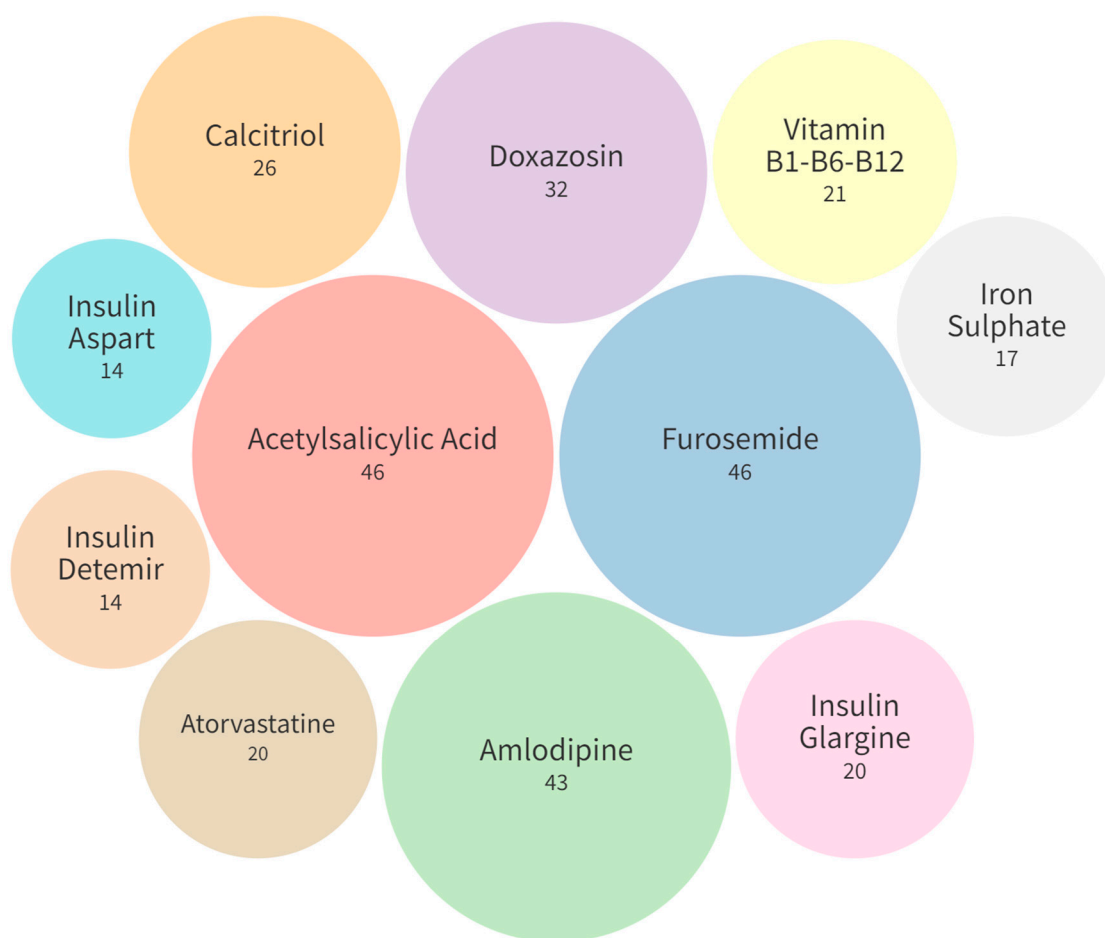 Calcitriol
26
Doxazosin
32
Vitamin
B1-B6-B12
21
Insulin
Aspart
14
Iron
Sulphate
17
Acetylsalicylic Acid
46
Furosemide
46
Insulin
Detemir
14
Atorvastatine
20
Amlodipine
43
Insulin
Glargine
20